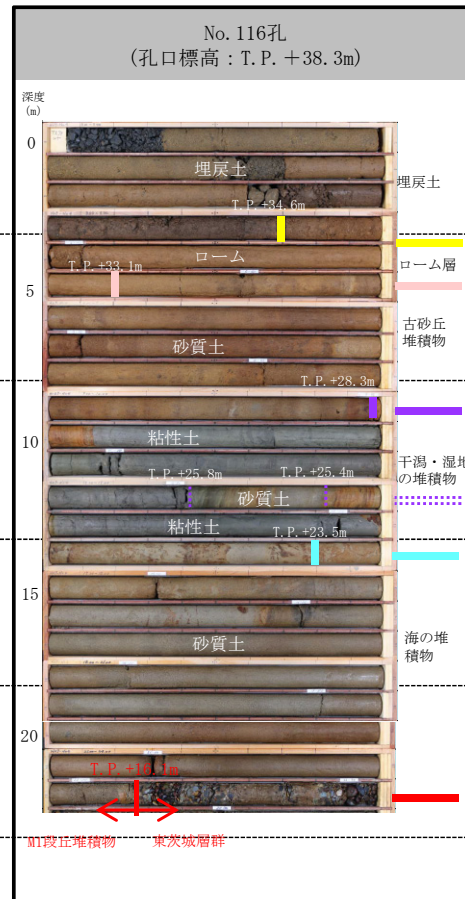 No.116孔
(孔口標高：T.P.＋38.3m)
深度
(m)
0
埋戻土
埋戻土
T.P.+34.6m
ローム
ローム層
T.P.+33.1m
5
古砂丘
堆積物
砂質土
T.P.+28.3m
10
粘性土
干潟・湿地
の堆積物
T.P.+25.8m
T.P.+25.4m
砂質土
粘性土
T.P.+23.5m
15
海の堆
積物
砂質土
20
T.P.+16.1m
M1段丘堆積物
東茨城層群